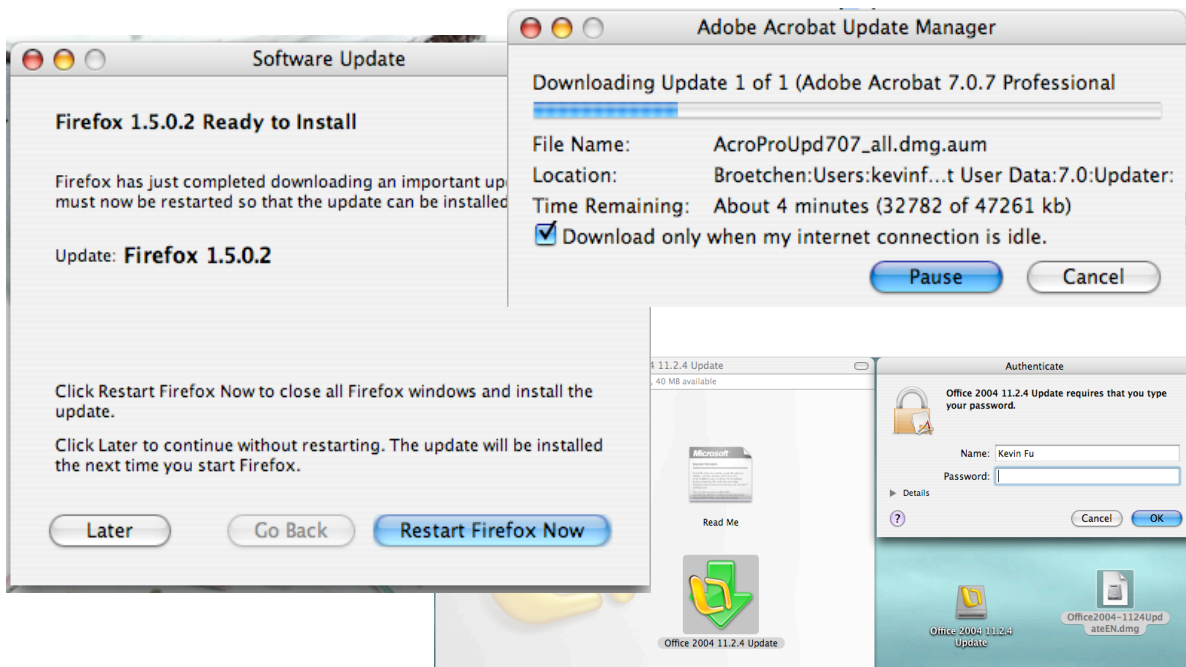 Software Update
Firefox 1.5.0.2 Ready to Install
Firefox has just completed downloading an important up
must now be restarted so that the update can be installed
Update: Firefox 1.5.0.2
Click Restart Firefox Now to close all Firefox windows and install the
update.
Click Later to continue without restarting. The update will be installed
the next time you start Firefox.
Later
Go Back
Restart Firefox Now
Adobe Acrobat Update Manager
Downloading Update 1 of 1 (Adobe Acrobat 7.0.7 Professional
File Name: AcroProUpd707_all.dmg.aum
Location: Broetchen:Users:kevinf...t User Data:7.0:Updater:
Time Remaining: About 4 minutes (32782 of 47261 kb)
Download only when my internet connection is idle.
Pause
Cancel
11.2.4 Update
, 40 MB available
Microsoft
Read Me
Office 2004 11.2.4 Update
Authenticate
Office 2004 11.2.4 Update requires that you type
your password.
Name: Kevin Fu
Password:
Details
?
Cancel
OK
Office 2004 11.2.4
Update
Office2004-1124Upd
ateEN.dmg